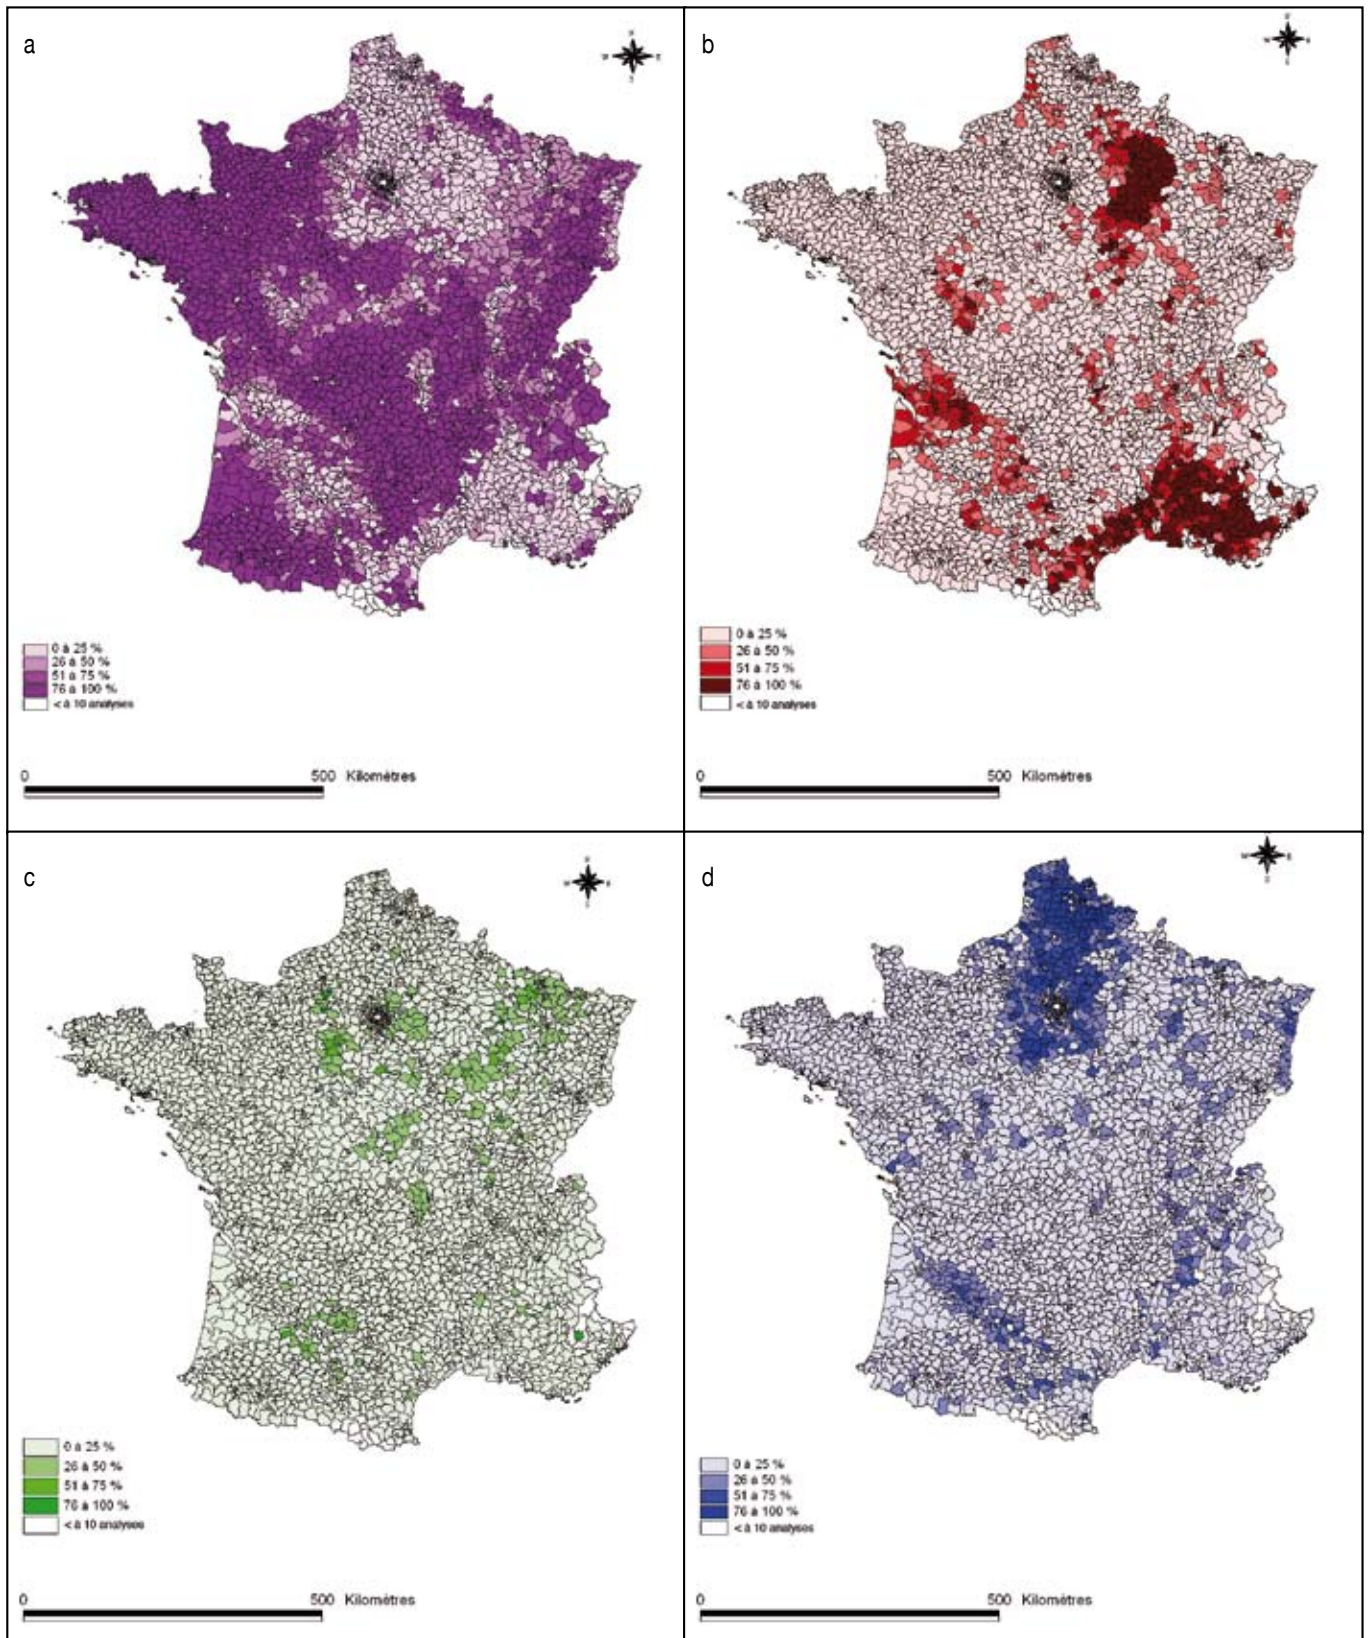 a
0 à 25 %
26 à 50 %
51 à 75 %
76 à 100 %
< à 10 analyses
0 500 Kilomètres
b
0 à 25 %
26 à 50 %
51 à 75 %
76 à 100 %
< à 10 analyses
0 500 Kilomètres
c
0 à 25 %
26 à 50 %
51 à 75 %
76 à 100 %
< à 10 analyses
0 500 Kilomètres
d
0 à 25 %
26 à 50 %
51 à 75 %
76 à 100 %
< à 10 analyses
0 500 Kilomètres